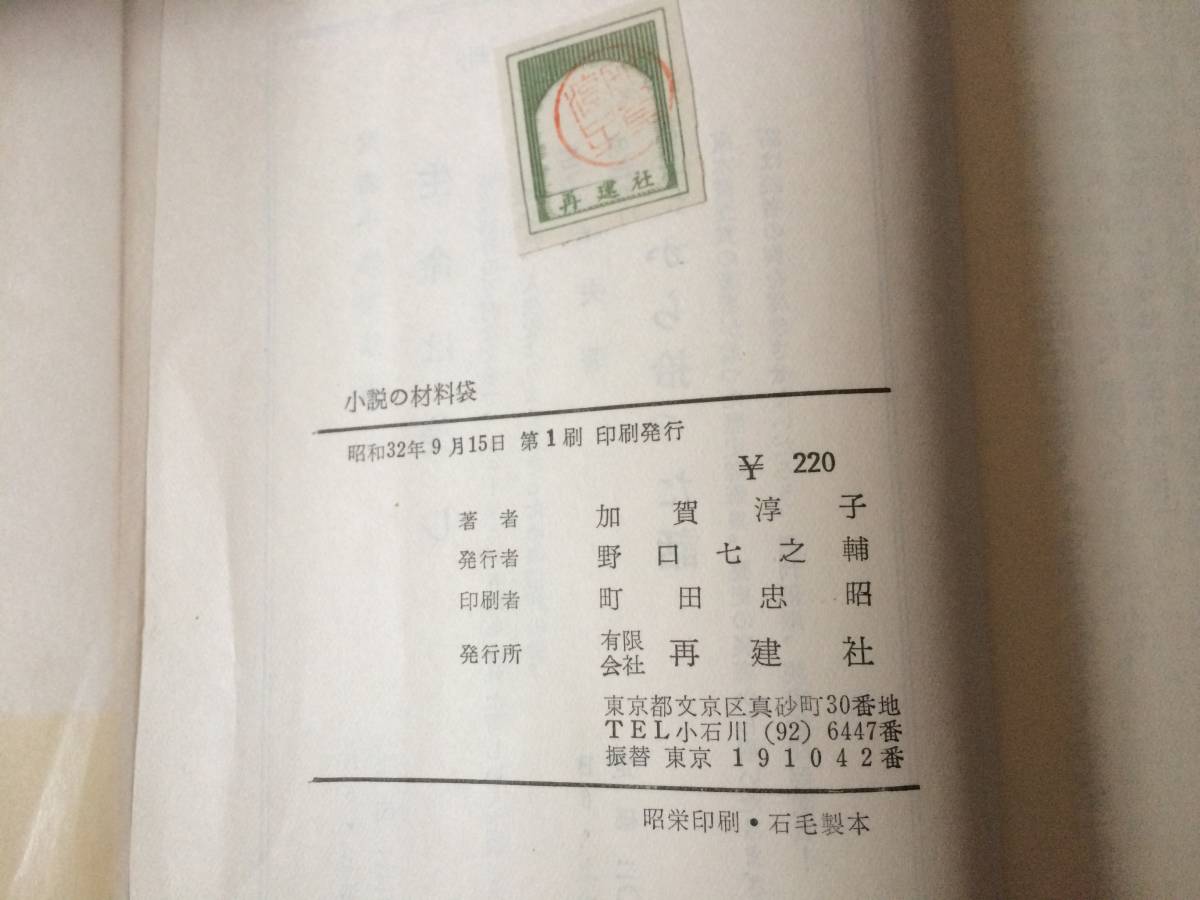 再建社
小説の材料袋
昭和32年9月15日 第1刷 印刷発行
¥ 220
著者 加賀淳子
発行者 野口七之輔
印刷者 町田忠昭
発行所 有限会社 再建社
東京都文京区真砂町30番地
TEL小石川 (92) 6447番
振替 東京 191042番
昭栄印刷・石毛製本